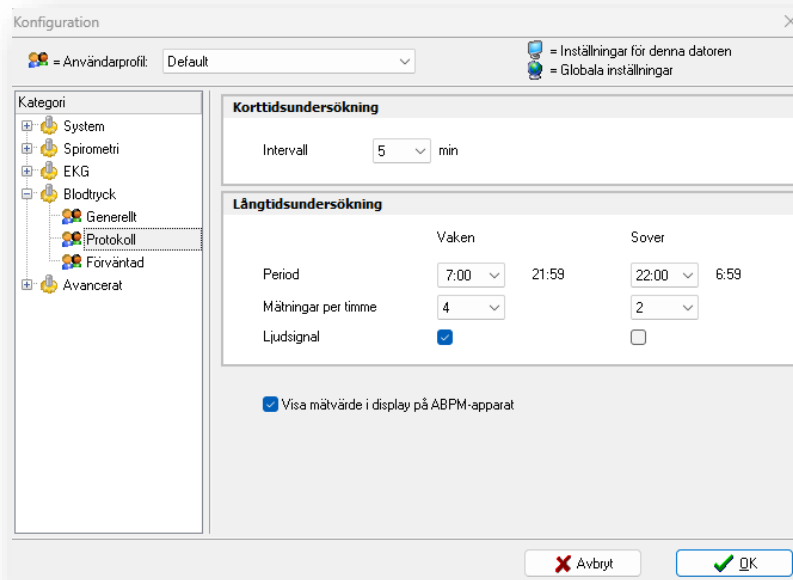 Konfiguration
= Användarprofil: Default
= Inställningar för denna datoren
= Globala inställningar
Kategori
System
Spirometri
EKG
Blodtryck
Generellt
Protokoll
Förväntad
Avancerat
Korttidsundersökning
Intervall 5 min
Långtidsundersökning
Vaken Sover
Period 7:00 21:59 22:00 6:59
Mätningar per timme 4 2
Ljudsignal
Visa mätvärde i display på ABPM-apparat
Avbryt OK